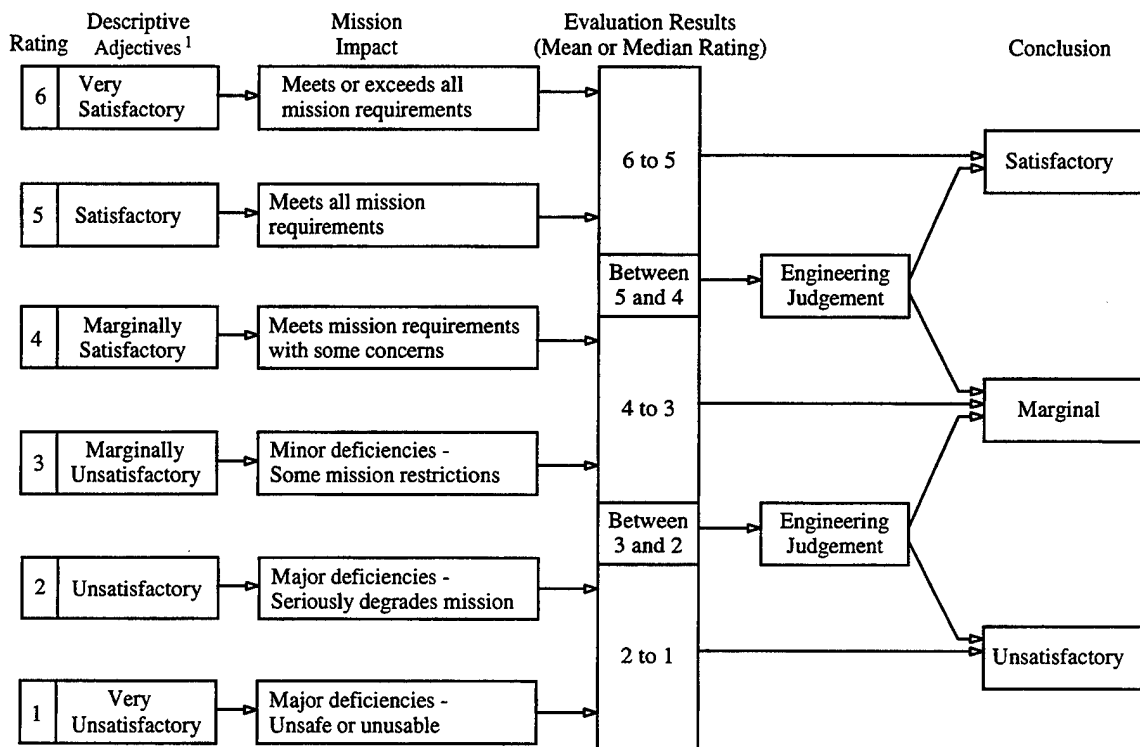 Rating
Descriptive
Adjectives 1
Mission
Impact
Evaluation Results
(Mean or Median Rating)
Conclusion
6
Very
Satisfactory
Meets or exceeds all
mission requirements
6 to 5
Satisfactory
5
Satisfactory
Meets all mission
requirements
Between
5 and 4
Engineering
Judgement
4
Marginally
Satisfactory
Meets mission requirements
with some concerns
4 to 3
Marginal
3
Marginally
Unsatisfactory
Minor deficiencies -
Some mission restrictions
Between
3 and 2
Engineering
Judgement
2
Unsatisfactory
Major deficiencies -
Seriously degrades mission
2 to 1
Unsatisfactory
1
Very
Unsatisfactory
Major deficiencies -
Unsafe or unusable